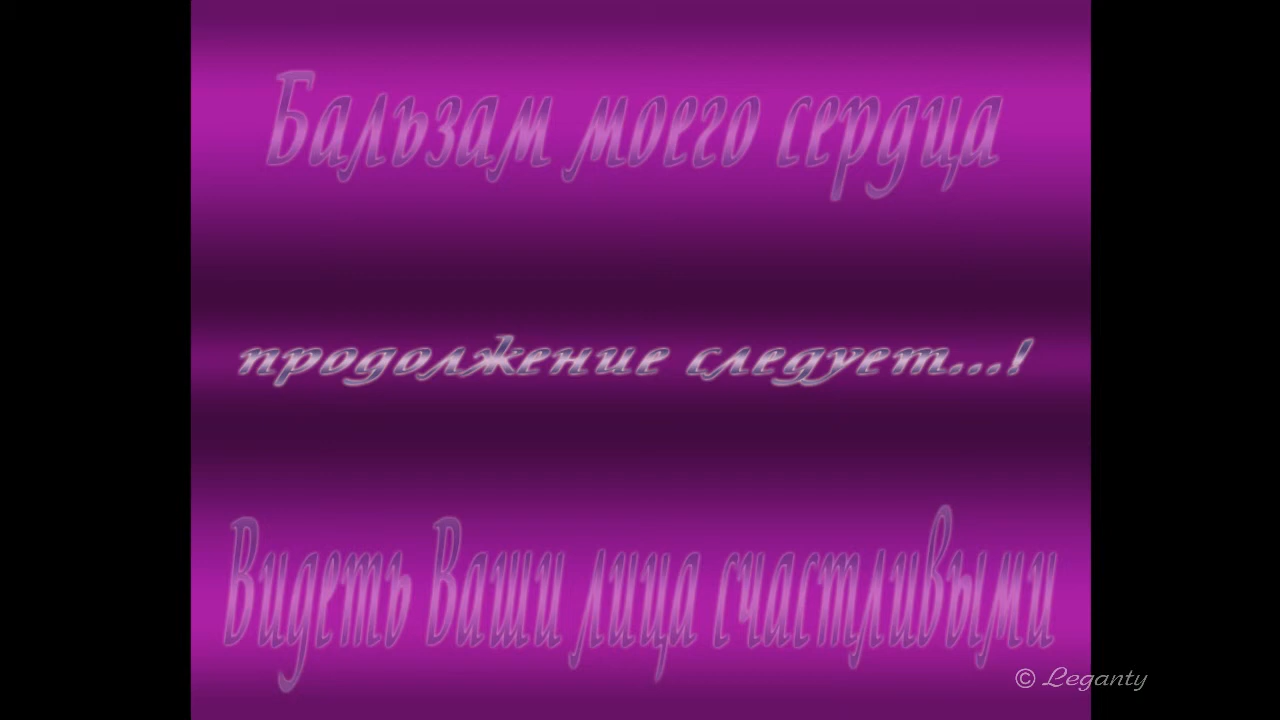 Бальзам моего сердца
продолжение следует...!
Видеть Ваши лица счастливыми
© Leganty